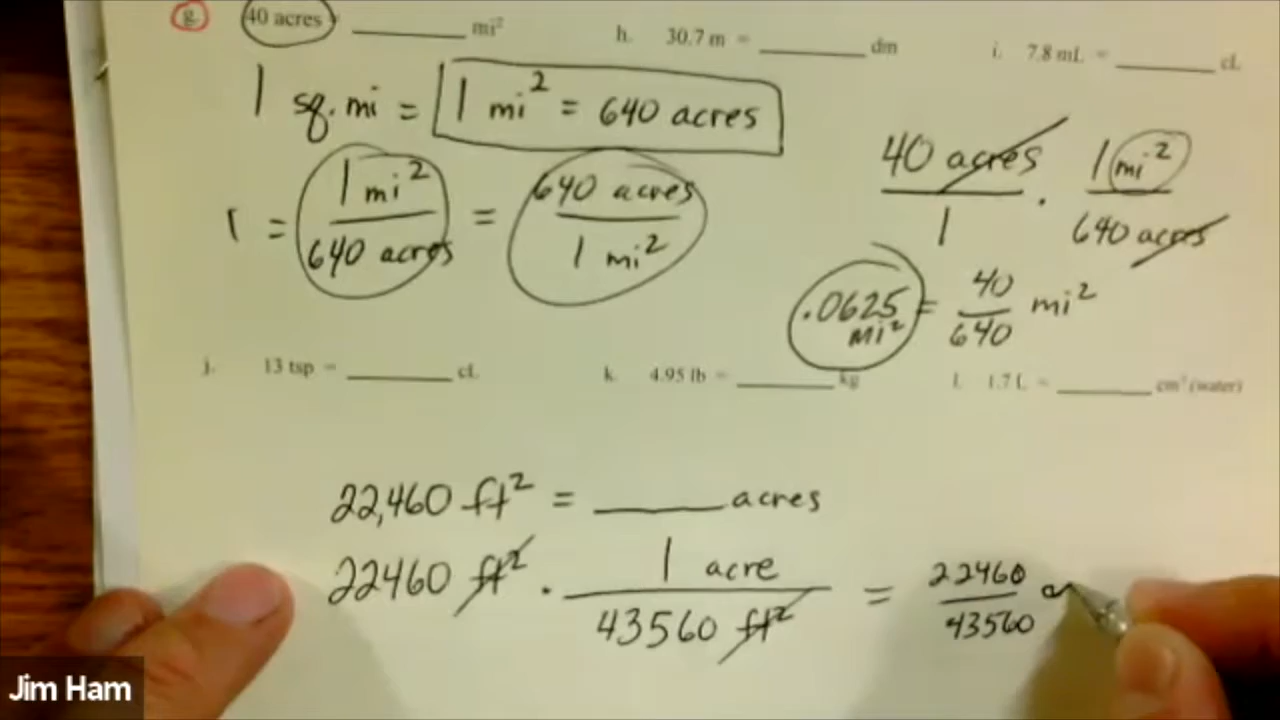 g. 40 acres = ______ mi²
h. 30.7 m = ______ dm
i. 7.8 mL = ______ cL
1 sq. mi = 1 mi² = 640 acres
1 = 1 mi² / 640 acres = 640 acres / 1 mi²
40 acres / 1 · 1 mi² / 640 acres
.0625 mi² = 40 / 640 mi²
j. 13 tsp = ______ cL
k. 4.95 lb = ______ kg
l. 1.7 L = ______ cm³ (water)
22,460 ft² = ______ acres
22460 ft² · 1 acre / 43560 ft² = 22460 / 43560 a
Jim Ham